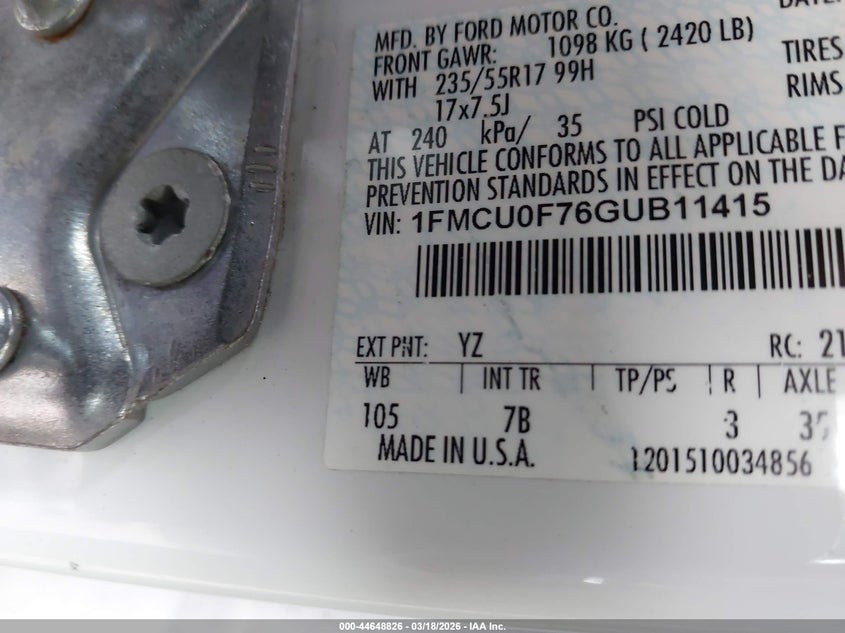 MFD. BY FORD MOTOR CO.
FRONT GAWR: 1098 KG ( 2420 LB)
WITH 235/55R17 99H
17x7.5J
AT 240 kPa/ 35 PSI COLD
TIRES
RIMS
THIS VEHICLE CONFORMS TO ALL APPLICABLE F
PREVENTION STANDARDS IN EFFECT ON THE DA
VIN: 1FMCU0F76GUB11415
EXT PNT: YZ RC: 21
WB | INT TR | TP/PS | R | AXLE
105 7B 3 35
MADE IN U.S.A. 1201510034856
000-44648826 - 03/18/2026 - IAA Inc.